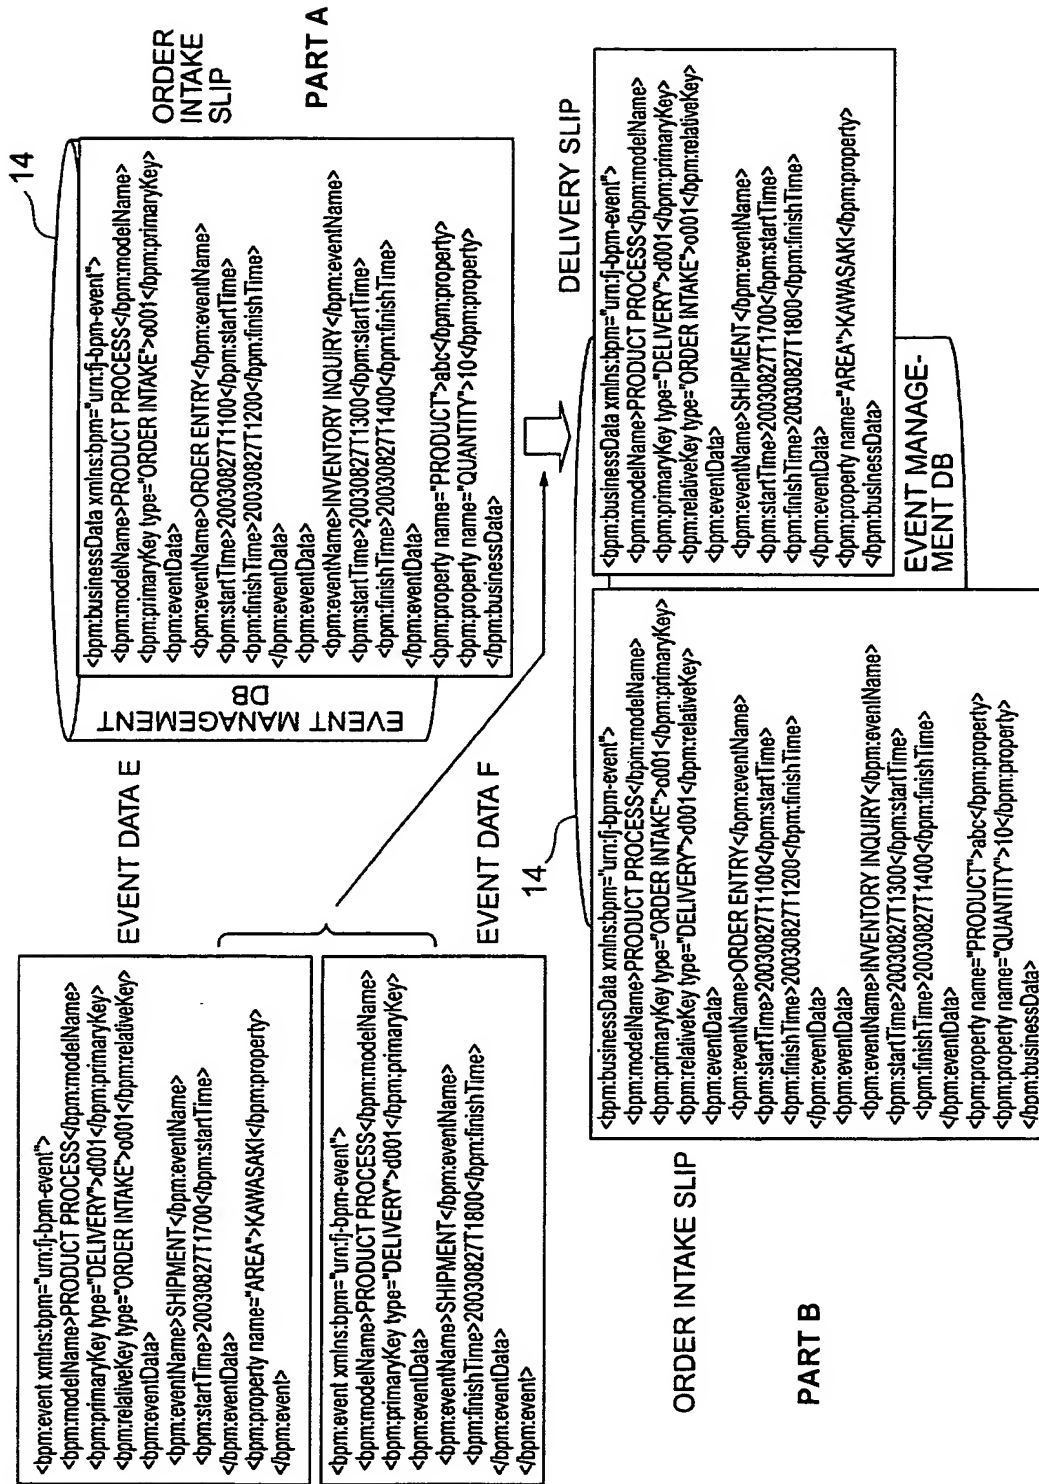 EVENT DATA E
<bpm:event xmlns:bpm="urn:fj-bpm-event">
<bpm:modelName>PRODUCT PROCESS</bpm:modelName>
<bpm:primaryKey type="DELIVERY">d001</bpm:primaryKey>
<bpm:relativeKey type="ORDER INTAKE">o001</bpm:relativeKey>
<bpm:eventData>
<bpm:eventName>SHIPMENT</bpm:eventName>
<bpm:startTime>20030827T1700</bpm:startTime>
</bpm:eventData>
<bpm:property name="AREA">KAWASAKI</bpm:property>
</bpm:event>
EVENT DATA F
<bpm:event xmlns:bpm="urn:fj-bpm-event">
<bpm:modelName>PRODUCT PROCESS</bpm:modelName>
<bpm:primaryKey type="DELIVERY">d001</bpm:primaryKey>
<bpm:eventData>
<bpm:eventName>SHIPMENT</bpm:eventName>
<bpm:finishTime>20030827T1800</bpm:finishTime>
</bpm:eventData>
</bpm:event>
14
ORDER
INTAKE
SLIP
PART A
EVENT MANAGEMENT
DB
<bpm:businessData xmlns:bpm="urn:fj-bpm-event">
<bpm:modelName>PRODUCT PROCESS</bpm:modelName>
<bpm:primaryKey type="ORDER INTAKE">o001</bpm:primaryKey>
<bpm:eventData>
<bpm:eventName>ORDER ENTRY</bpm:eventName>
<bpm:startTime>20030827T1100</bpm:startTime>
<bpm:finishTime>20030827T1200</bpm:finishTime>
</bpm:eventData>
<bpm:eventData>
<bpm:eventName>INVENTORY INQUIRY</bpm:eventName>
<bpm:startTime>20030827T1300</bpm:startTime>
<bpm:finishTime>20030827T1400</bpm:finishTime>
</bpm:eventData>
<bpm:property name="PRODUCT">abc</bpm:property>
<bpm:property name="QUANTITY">10</bpm:property>
</bpm:businessData>
14
ORDER INTAKE SLIP
PART B
<bpm:businessData xmlns:bpm="urn:fj-bpm-event">
<bpm:modelName>PRODUCT PROCESS</bpm:modelName>
<bpm:primaryKey type="ORDER INTAKE">o001</bpm:primaryKey>
<bpm:relativeKey type="DELIVERY">d001</bpm:relativeKey>
<bpm:eventData>
<bpm:eventName>ORDER ENTRY</bpm:eventName>
<bpm:startTime>20030827T1100</bpm:startTime>
<bpm:finishTime>20030827T1200</bpm:finishTime>
</bpm:eventData>
<bpm:eventData>
<bpm:eventName>INVENTORY INQUIRY</bpm:eventName>
<bpm:startTime>20030827T1300</bpm:startTime>
<bpm:finishTime>20030827T1400</bpm:finishTime>
</bpm:eventData>
<bpm:property name="PRODUCT">abc</bpm:property>
<bpm:property name="QUANTITY">10</bpm:property>
</bpm:businessData>
DELIVERY SLIP
<bpm:businessData xmlns:bpm="urn:fj-bpm-event">
<bpm:modelName>PRODUCT PROCESS</bpm:modelName>
<bpm:primaryKey type="DELIVERY">d001</bpm:primaryKey>
<bpm:relativeKey type="ORDER INTAKE">o001</bpm:relativeKey>
<bpm:eventData>
<bpm:eventName>SHIPMENT</bpm:eventName>
<bpm:startTime>20030827T1700</bpm:startTime>
<bpm:finishTime>20030827T1800</bpm:finishTime>
</bpm:eventData>
<bpm:property name="AREA">KAWASAKI</bpm:property>
</bpm:businessData>
EVENT MANAGE-
MENT DB